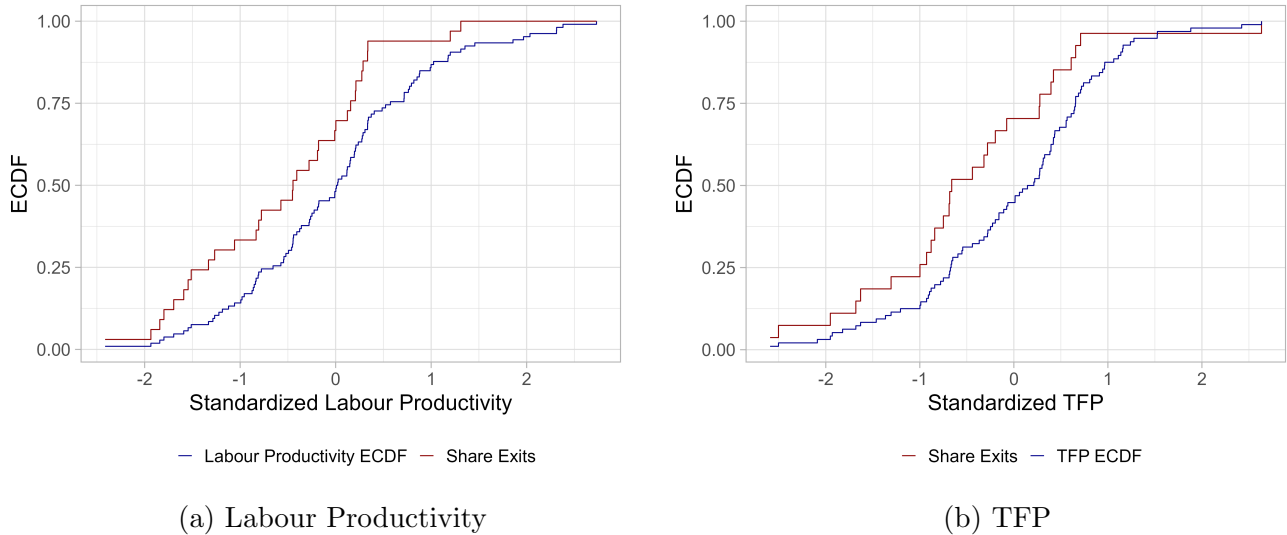 1.00
0.75
0.50
0.25
0.00
ECDF
-2 -1 0 1 2
Standardized Labour Productivity
Labour Productivity ECDF Share Exits
(a) Labour Productivity
1.00
0.75
0.50
0.25
0.00
ECDF
-2 -1 0 1 2
Standardized TFP
Share Exits TFP ECDF
(b) TFP